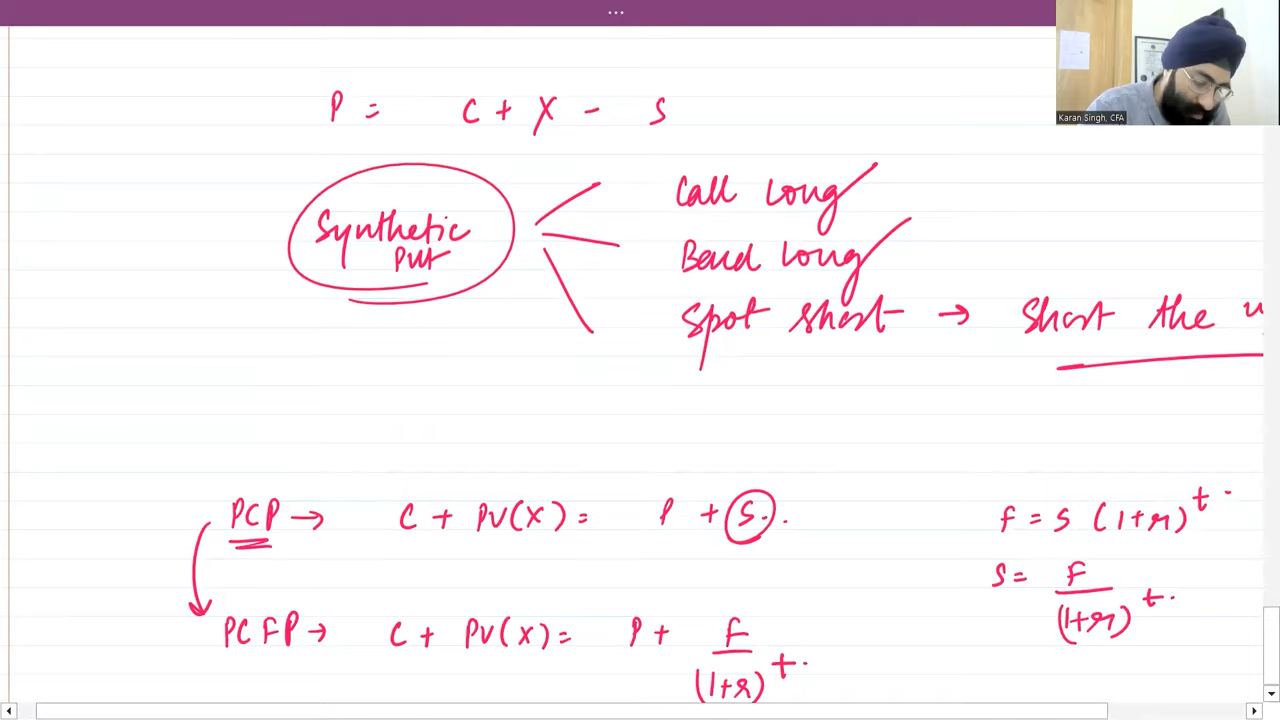 Karan Singh, CFA
P = C + X - S
Synthetic Put
Call long
Bond long
Spot short → Short the
PCP → C + PV(X) = P + S.
F = S (1+r)^t.
S = F/(1+r)^t.
PCFP → C + PV(X) = P + F/(1+r)^t.